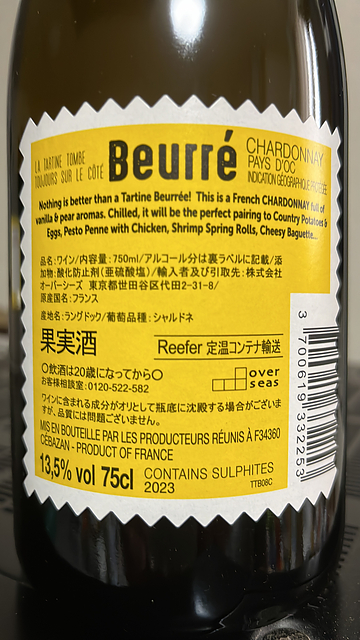 LA TARTINE TOMBE
TOUJOURS SUR LE CÔTÉ
Beurré
CHARDONNAY
PAYS D'OC
INDICATION GÉOGRAPHIQUE PROTÉGÉE
Nothing is better than a Tartine Beurrée! This is a French CHARDONNAY full of
vanilla & pear aromas. Chilled, it will be the perfect pairing to Country Potatoes &
Eggs, Pesto Penne with Chicken, Shrimp Spring Rolls, Cheesy Baguette...
品名:ワイン/内容量:750ml/アルコール分は裏ラベルに記載/添
加物:酸化防止剤(亜硫酸塩)/輸入者及び引取先:株式会社
オーバーシーズ 東京都世田谷区代田2-31-8/
原産国名:フランス
産地名:ラングドック/葡萄品種:シャルドネ
果実酒
Reefer 定温コンテナ輸送
〇飲酒は20歳になってから〇
お客様相談室:0120-522-582
over
seas
ワインに含まれる成分がオリとして瓶底に沈殿する場合がございま
すが、品質には問題ございません。
MIS EN BOUTEILLE PAR LES PRODUCTEURS RÉUNIS À F34360
CÉBAZAN - PRODUCT OF FRANCE
13,5% vol 75cl
CONTAINS SULPHITES
2023
TTB08C
3 700619 332253